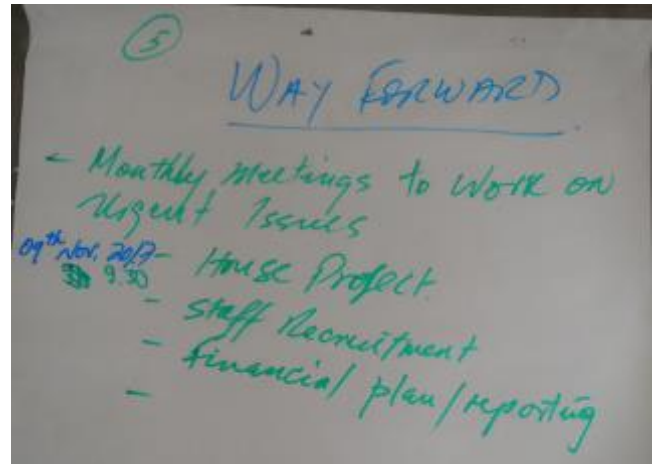 5
WAY FORWARD
- Monthly meetings to Work on
Urgent Issues
09th Nov. 2017 - House Project
9:30
- Staff Recruitment
- Financial plan/reporting
-